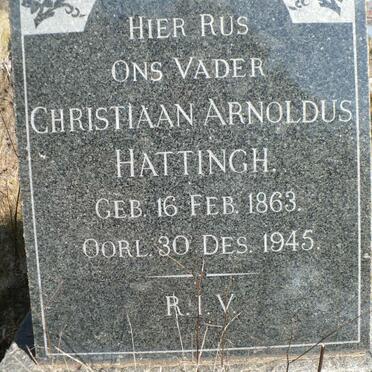 HIER RUS
ONS VADER
CHRISTIAAN ARNOLDUS
HATTINGH.
GEB. 16 FEB. 1863.
OORL. 30 DES. 1945.
R.I.V.